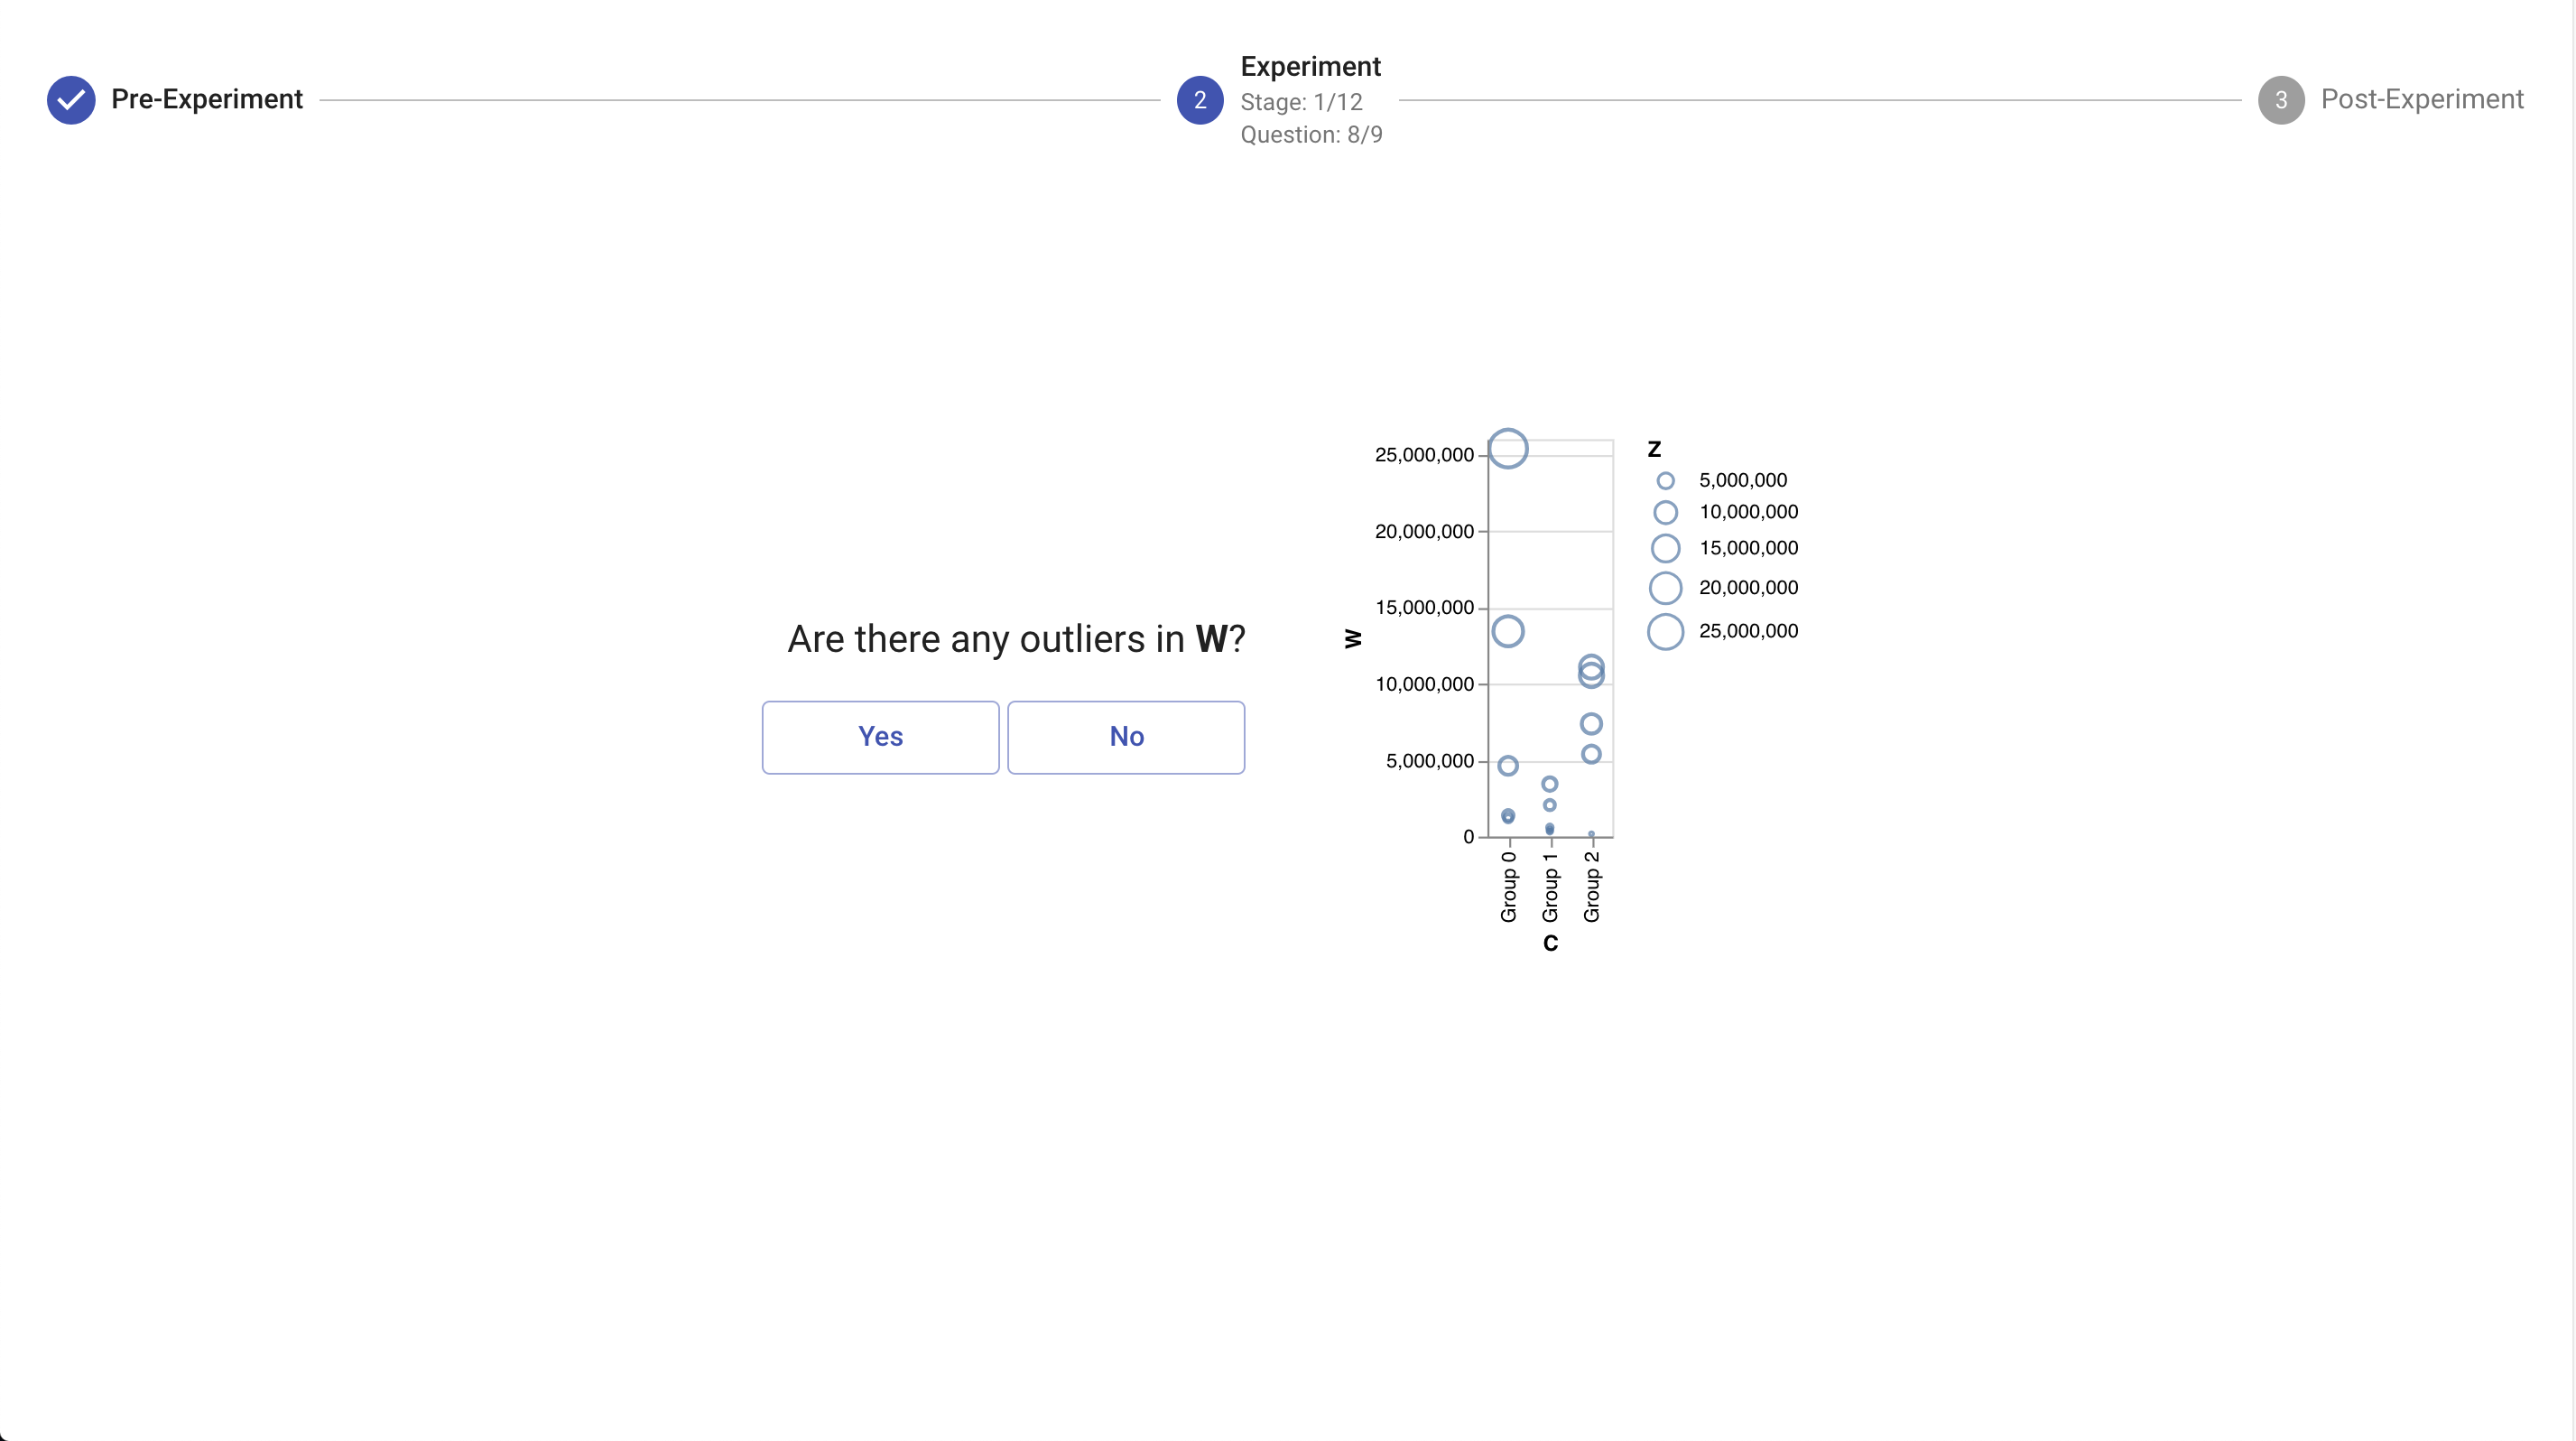 Pre-Experiment
2
Experiment
Stage: 1/12
Question: 8/9
3
Post-Experiment
Are there any outliers in W?
Yes
No
W
25,000,000
20,000,000
15,000,000
10,000,000
5,000,000
0
Group 0
Group 1
Group 2
C
Z
5,000,000
10,000,000
15,000,000
20,000,000
25,000,000